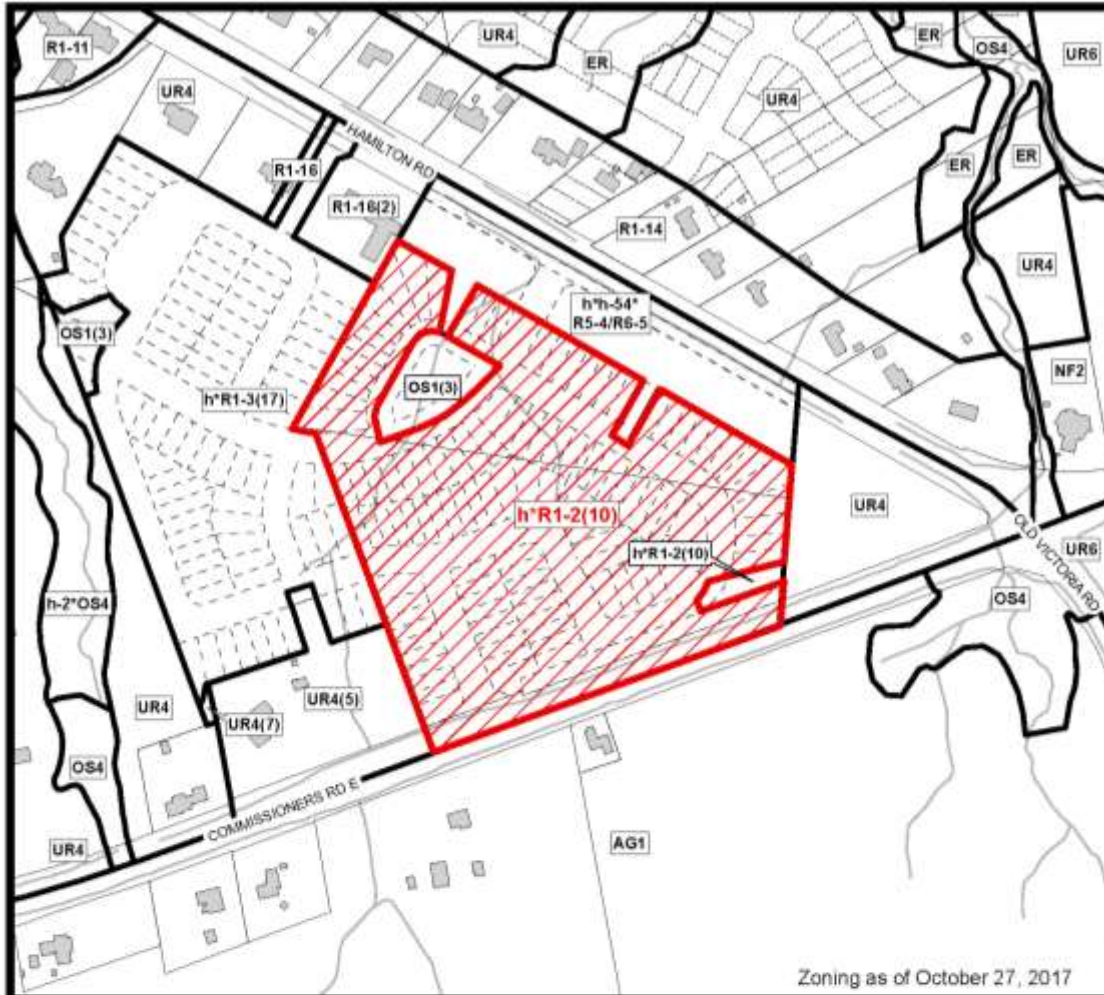 R1-11
UR4
ER
ER
OS4
UR6
UR4
UR4
HAMILTON RD
ER
ER
R1-16
R1-16(2)
R1-14
UR4
OS1(3)
h*h-54*
R5-4/R6-5
NF2
OS1(3)
h*R1-3(17)
h*R1-2(10)
UR4
h*R1-2(10)
OLD VICTORIA RD
UR6
h-2*OS4
OS4
UR4(5)
UR4
UR4(7)
OS4
COMMISSIONERS RD E
UR4
AG1
Zoning as of October 27, 2017